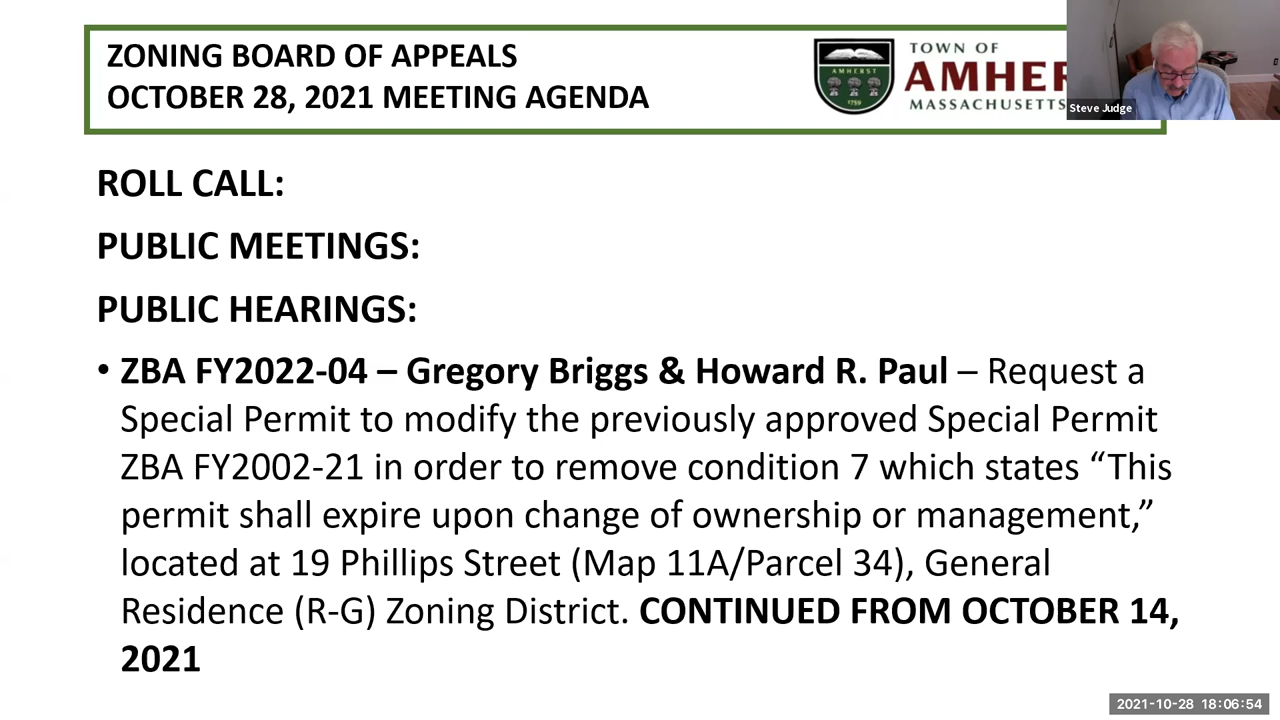 ZONING BOARD OF APPEALS
OCTOBER 28, 2021 MEETING AGENDA
AMHERST
1759
TOWN OF
AMHER
MASSACHUSETTS
Steve Judge
ROLL CALL:
PUBLIC MEETINGS:
PUBLIC HEARINGS:
• ZBA FY2022-04 – Gregory Briggs & Howard R. Paul – Request a
Special Permit to modify the previously approved Special Permit
ZBA FY2002-21 in order to remove condition 7 which states “This
permit shall expire upon change of ownership or management,”
located at 19 Phillips Street (Map 11A/Parcel 34), General
Residence (R-G) Zoning District. CONTINUED FROM OCTOBER 14,
2021
2021-10-28 18:06:54